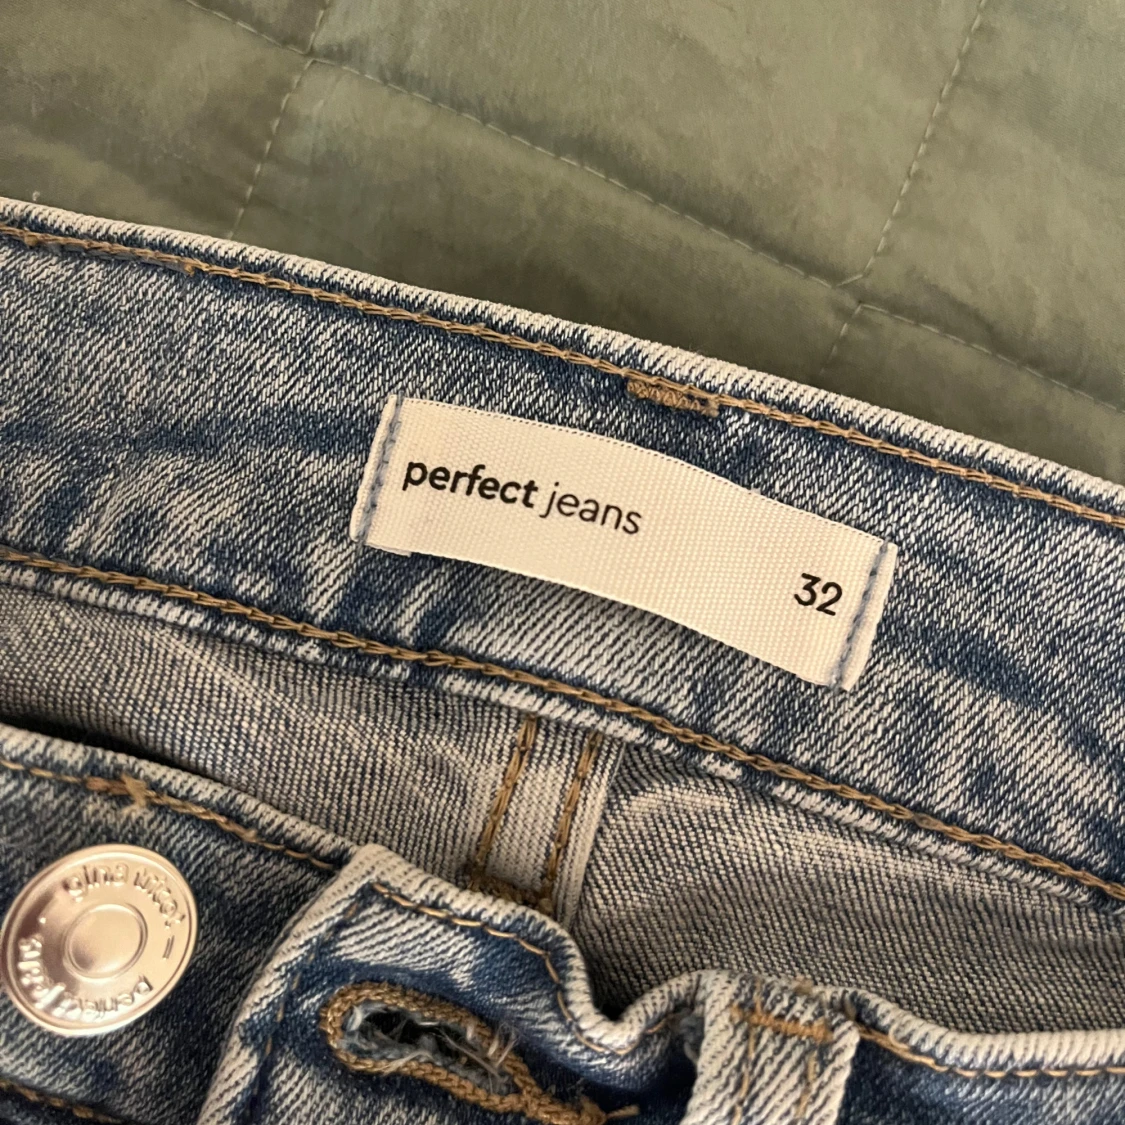 perfect jeans
32
gina tricot
perfect jeans